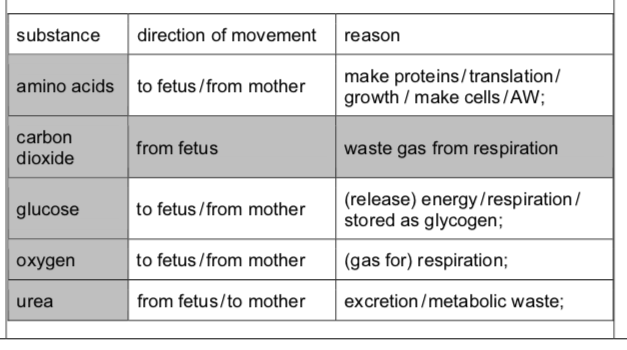 substance direction of movement reason
amino acids to fetus/from mother make proteins/translation/
growth / make cells/AW;
carbon
dioxide from fetus waste gas from respiration
glucose to fetus/from mother (release) energy/respiration/
stored as glycogen;
oxygen to fetus/from mother (gas for) respiration;
urea from fetus/to mother excretion/metabolic waste;